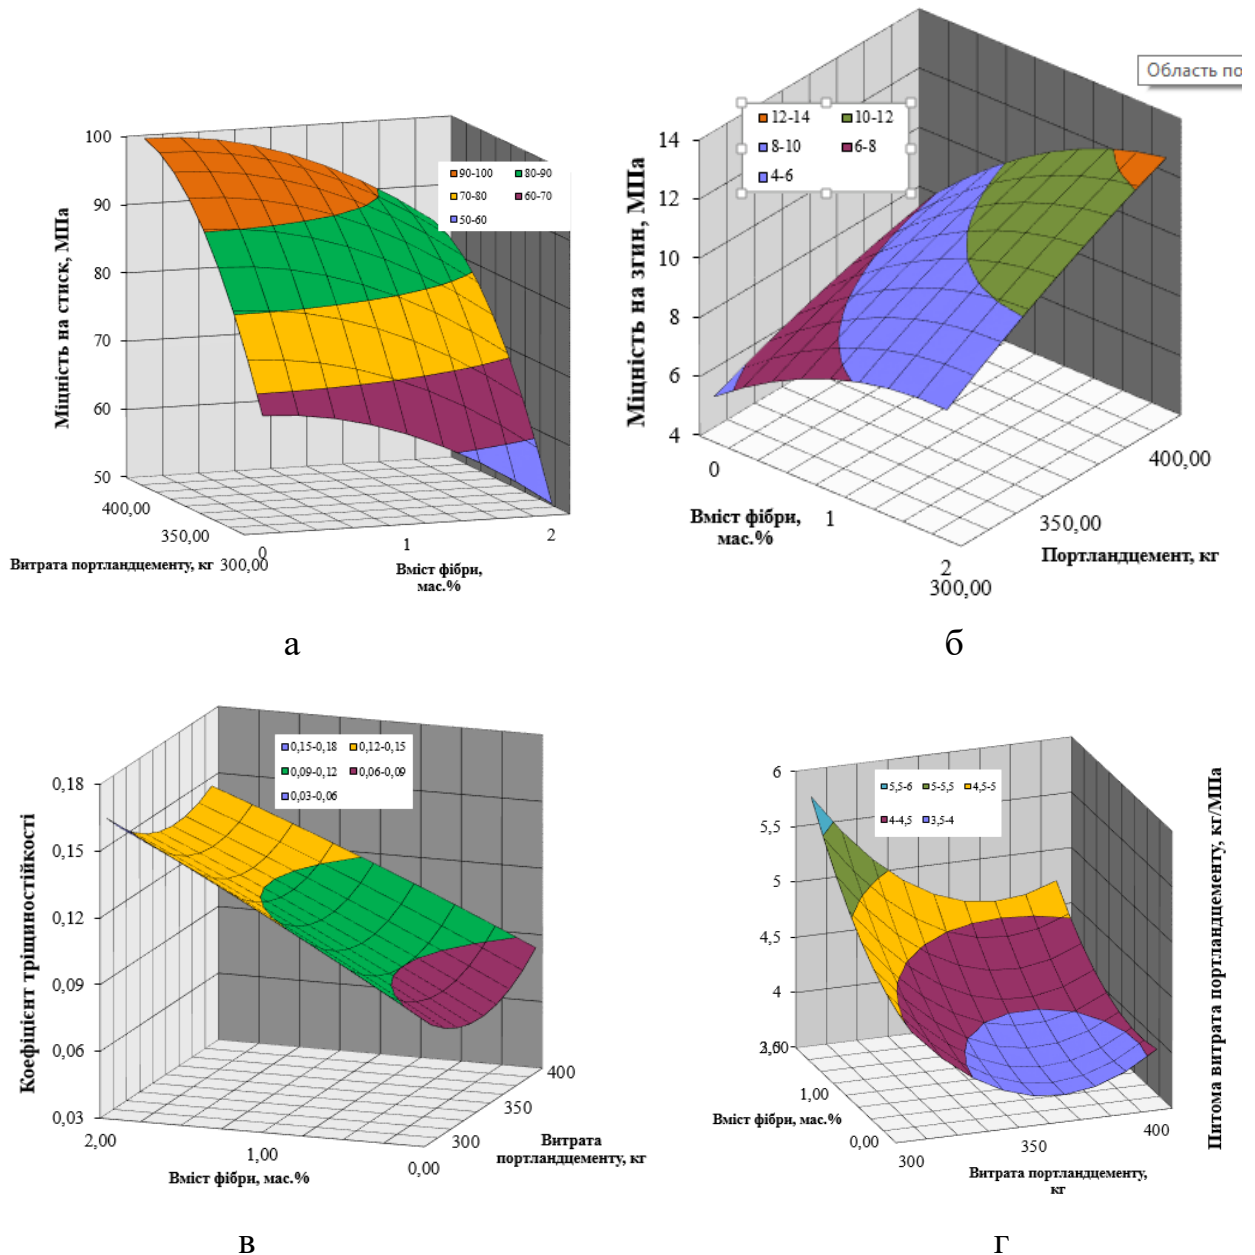 Міцність на стиск, МПа
100
90
80
70
60
50
90-100 80-90
70-80 60-70
50-60
400,00
350,00
300,00
0
1
2
Витрата портландцементу, кг
Вміст фібри,
мас.%
а
Область по
Міцність на згин, МПа
14
12
10
8
6
4
12-14 10-12
8-10 6-8
4-6
0
1
2
Вміст фібри,
мас.%
300,00
350,00
400,00
Портландцемент, кг
б
Коефіцієнт тріщиностійкості
0,18
0,15
0,12
0,09
0,06
0,03
0,15-0,18 0,12-0,15
0,09-0,12 0,06-0,09
0,03-0,06
2,00
1,00
0,00
Вміст фібри, мас.%
300
350
400
Витрата
портландцементу, кг
в
6
5,5
5
4,5
4
3,60
5,5-6 5-5,5 4,5-5
4-4,5 3,5-4
1,00
0,00
Вміст фібри, мас.%
300
350
400
Витрата портландцементу,
кг
Питома витрата портландцементу, кг/МПа
г